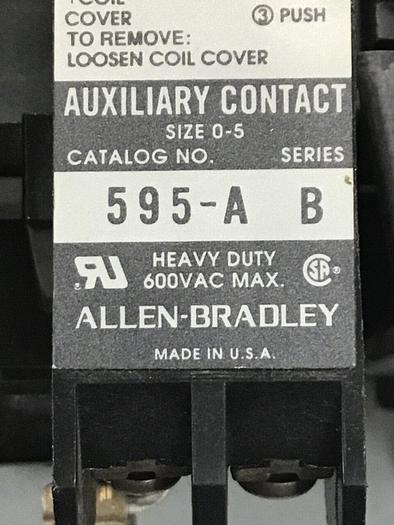 COVER ③ PUSH
TO REMOVE:
LOOSEN COIL COVER
AUXILIARY CONTACT
SIZE 0-5
CATALOG NO. SERIES
595-A B
HEAVY DUTY
600VAC MAX.
ALLEN-BRADLEY
MADE IN U.S.A.